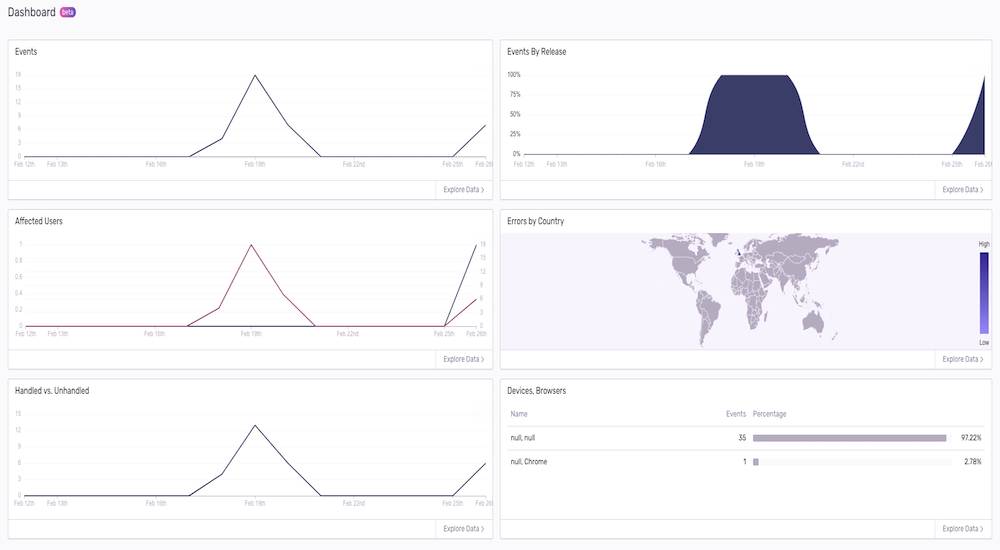 Dashboard beta
Events
18
15
12
9
6
3
0
Feb 12th Feb 13th Feb 16th Feb 19th Feb 22nd Feb 25th Feb 26
Explore Data >
Events By Release
100%
75%
50%
25%
0%
Feb 12th Feb 13th Feb 16th Feb 19th Feb 22nd Feb 25th Feb 26
Explore Data >
Affected Users
1 18
0.8 15
0.6 12
0.4 9
0.2 6
0 3
0
Feb 12th Feb 13th Feb 16th Feb 19th Feb 22nd Feb 25th Feb 26th
Explore Data >
Errors by Country
High
Low
Explore Data >
Handled vs. Unhandled
15
12
9
6
3
0
Feb 12th Feb 13th Feb 16th Feb 19th Feb 22nd Feb 25th Feb 26
Explore Data >
Devices, Browsers
Name Events Percentage
null, null 35 97.22%
null, Chrome 1 2.78%
Explore Data >